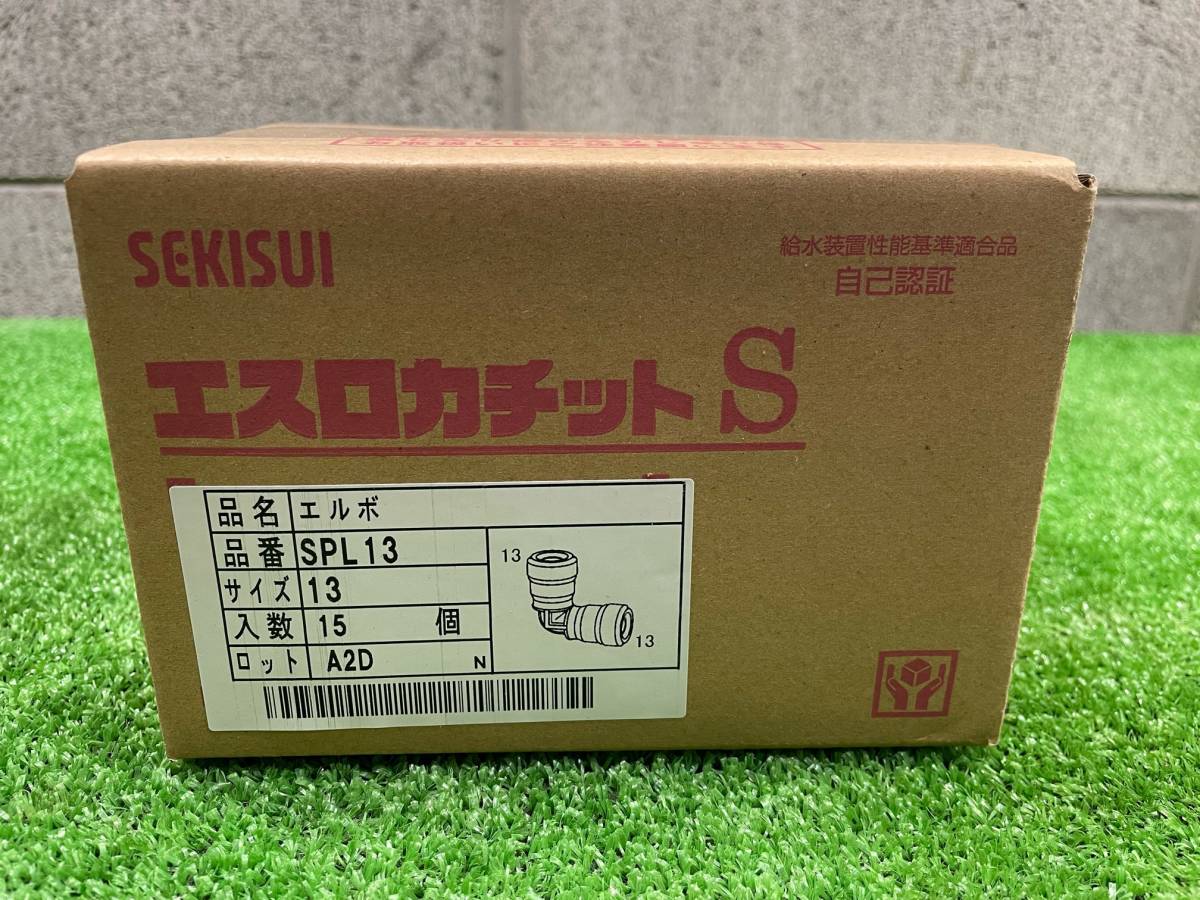 SEKISUI
給水装置性能基準適合品
自己認証
エスロカチットS
品名 エルボ
品番 SPL13
サイズ 13
入数 15 個
ロット A2D N
13
13